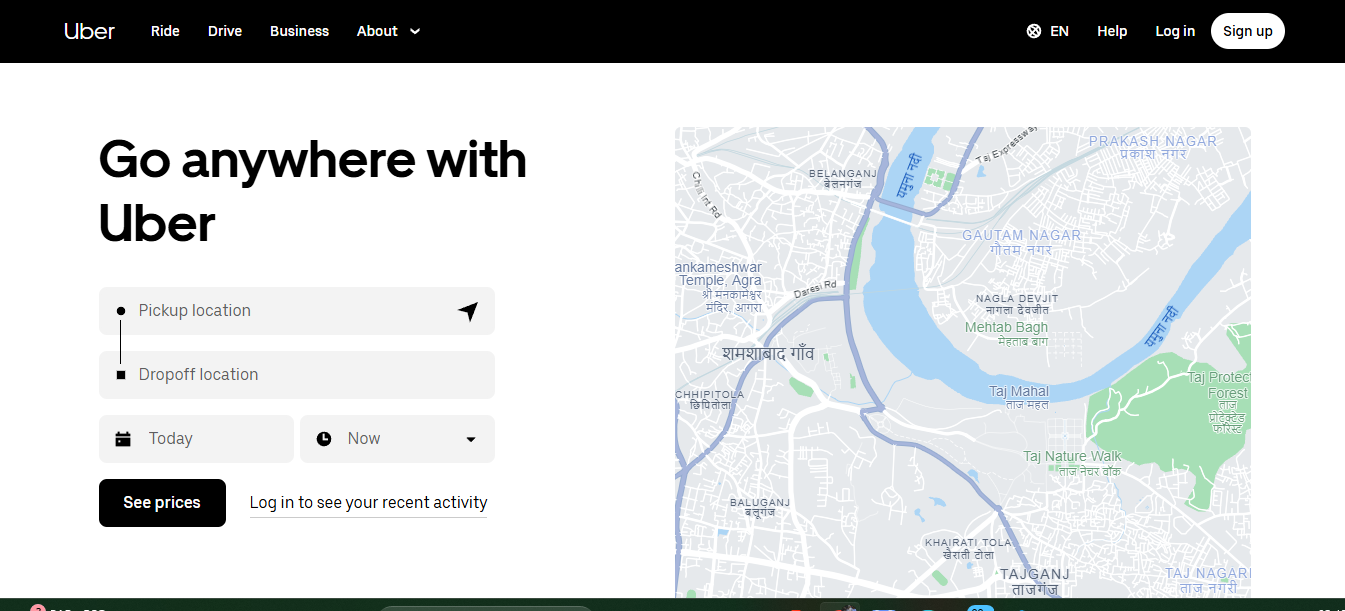 Uber
Ride
Drive
Business
About
EN
Help
Log in
Sign up
Go anywhere with
Uber
Pickup location
Dropoff location
Today
Now
See prices
Log in to see your recent activity
Taj Expressway
PRAKASH NAGAR
प्रकाश नगर
BELANGANJ
बेलनगंज
यमुना नदी
GAUTAM NAGAR
गौतम नगर
ankameshwar
Temple, Agra
श्री मनकामेश्वर
मंदिर, आगरा
Daresi Rd
NAGLA DEVJIT
नागला देवजीत
Mehtab Bagh
मेहताब बाग
यमुना नदी
शमशाबाद गाँव
Taj Mahal
ताज महल
Taj Protect
Forest
ताज
प्रोटेक्टेड
फॉरेस्ट
CHHIPITOLA
छिपितोला
Taj Nature Walk
ताज नेचर वॉक
BALUGANJ
बलूगंज
KHAIRATI TOLA
खैराती टोला
TAJGANJ
ताजगंज
TAJ NAGARI
ताज नगरी